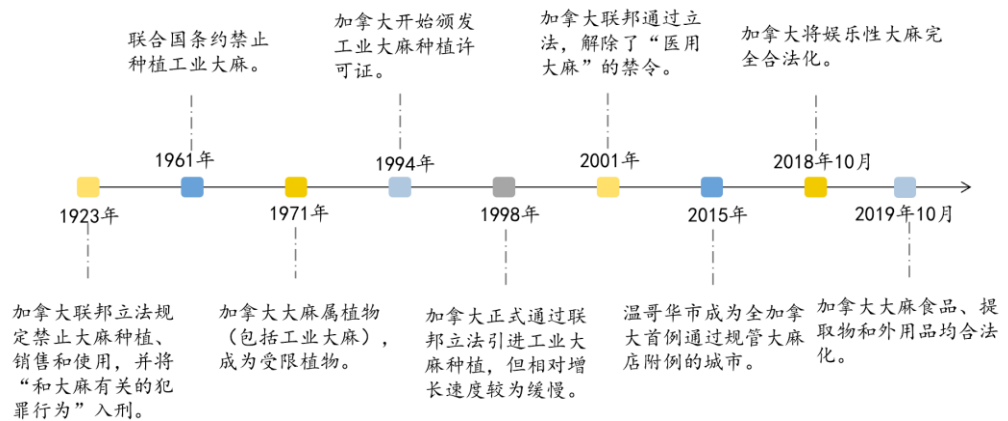 联合国条约禁止
种植工业大麻。
加拿大开始颁发
工业大麻种植许
可证。
加拿大联邦通过立
法，解除了“医用
大麻”的禁令。
加拿大将娱乐性大麻完
全合法化。
1961年
1994年
2001年
2018年10月
1923年
1971年
1998年
2015年
2019年10月
加拿大联邦立法规
定禁止大麻种植、
销售和使用，并将
“和大麻有关的犯
罪行为”入刑。
加拿大大麻属植物
（包括工业大麻），
成为受限植物。
加拿大正式通过联
邦立法引进工业大
麻种植，但相对增
长速度较为缓慢。
温哥华市成为全加拿
大首例通过规管大麻
店附例的城市。
加拿大大麻食品、提
取物和外用品均合法
化。